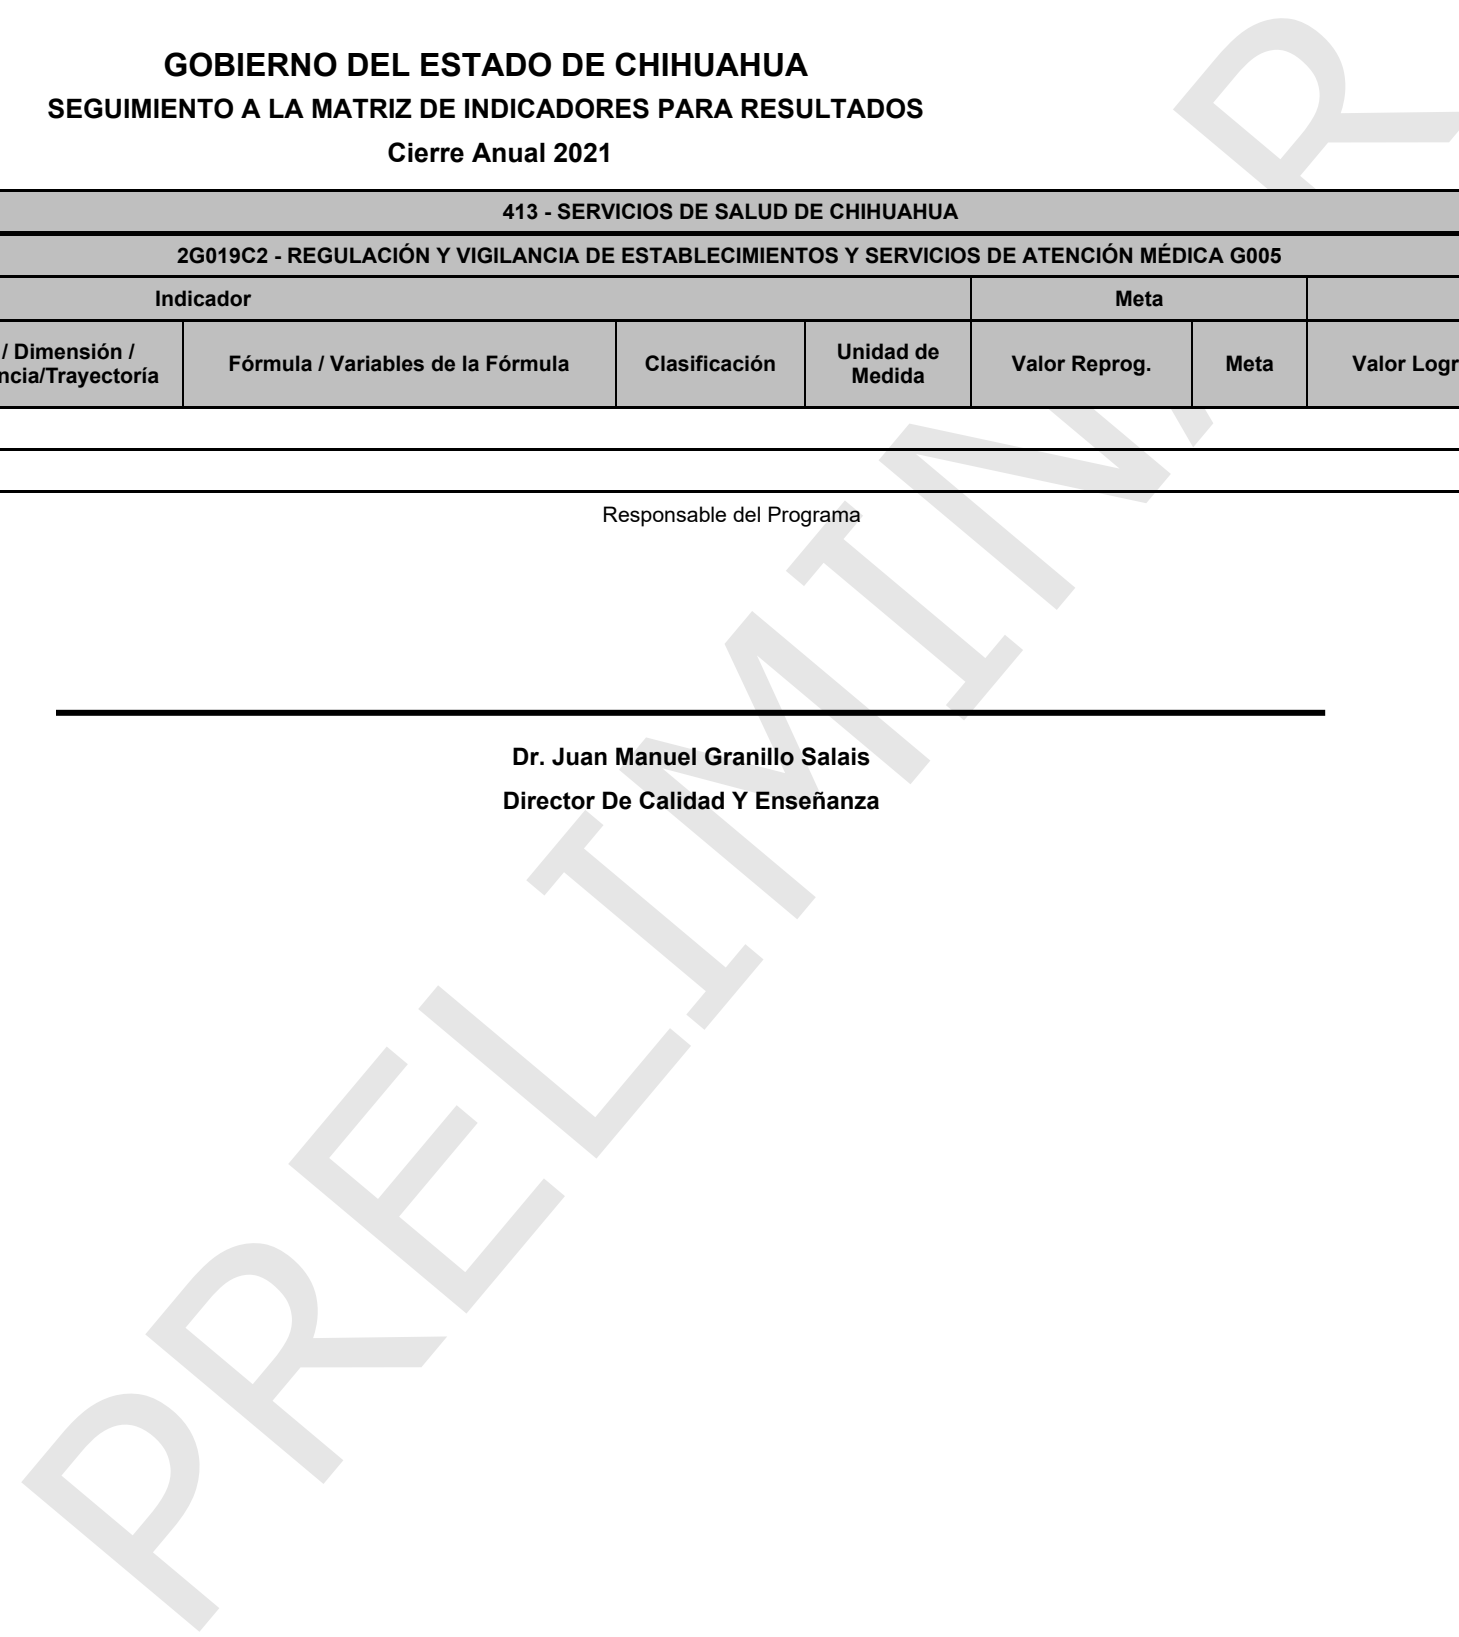 GOBIERNO DEL ESTADO DE CHIHUAHUA
SEGUIMIENTO A LA MATRIZ DE INDICADORES PARA RESULTADOS
Cierre Anual 2021
413 - SERVICIOS DE SALUD DE CHIHUAHUA
2G019C2 - REGULACIÓN Y VIGILANCIA DE ESTABLECIMIENTOS Y SERVICIOS DE ATENCIÓN MÉDICA G005
Indicador
Meta
/ Dimensión /
ncia/Trayectoría
Fórmula / Variables de la Fórmula
Clasificación
Unidad de
Medida
Valor Reprog.
Meta
Valor Logr
Responsable del Programa
Dr. Juan Manuel Granillo Salais
Director De Calidad Y Enseñanza
PRELIMINAR